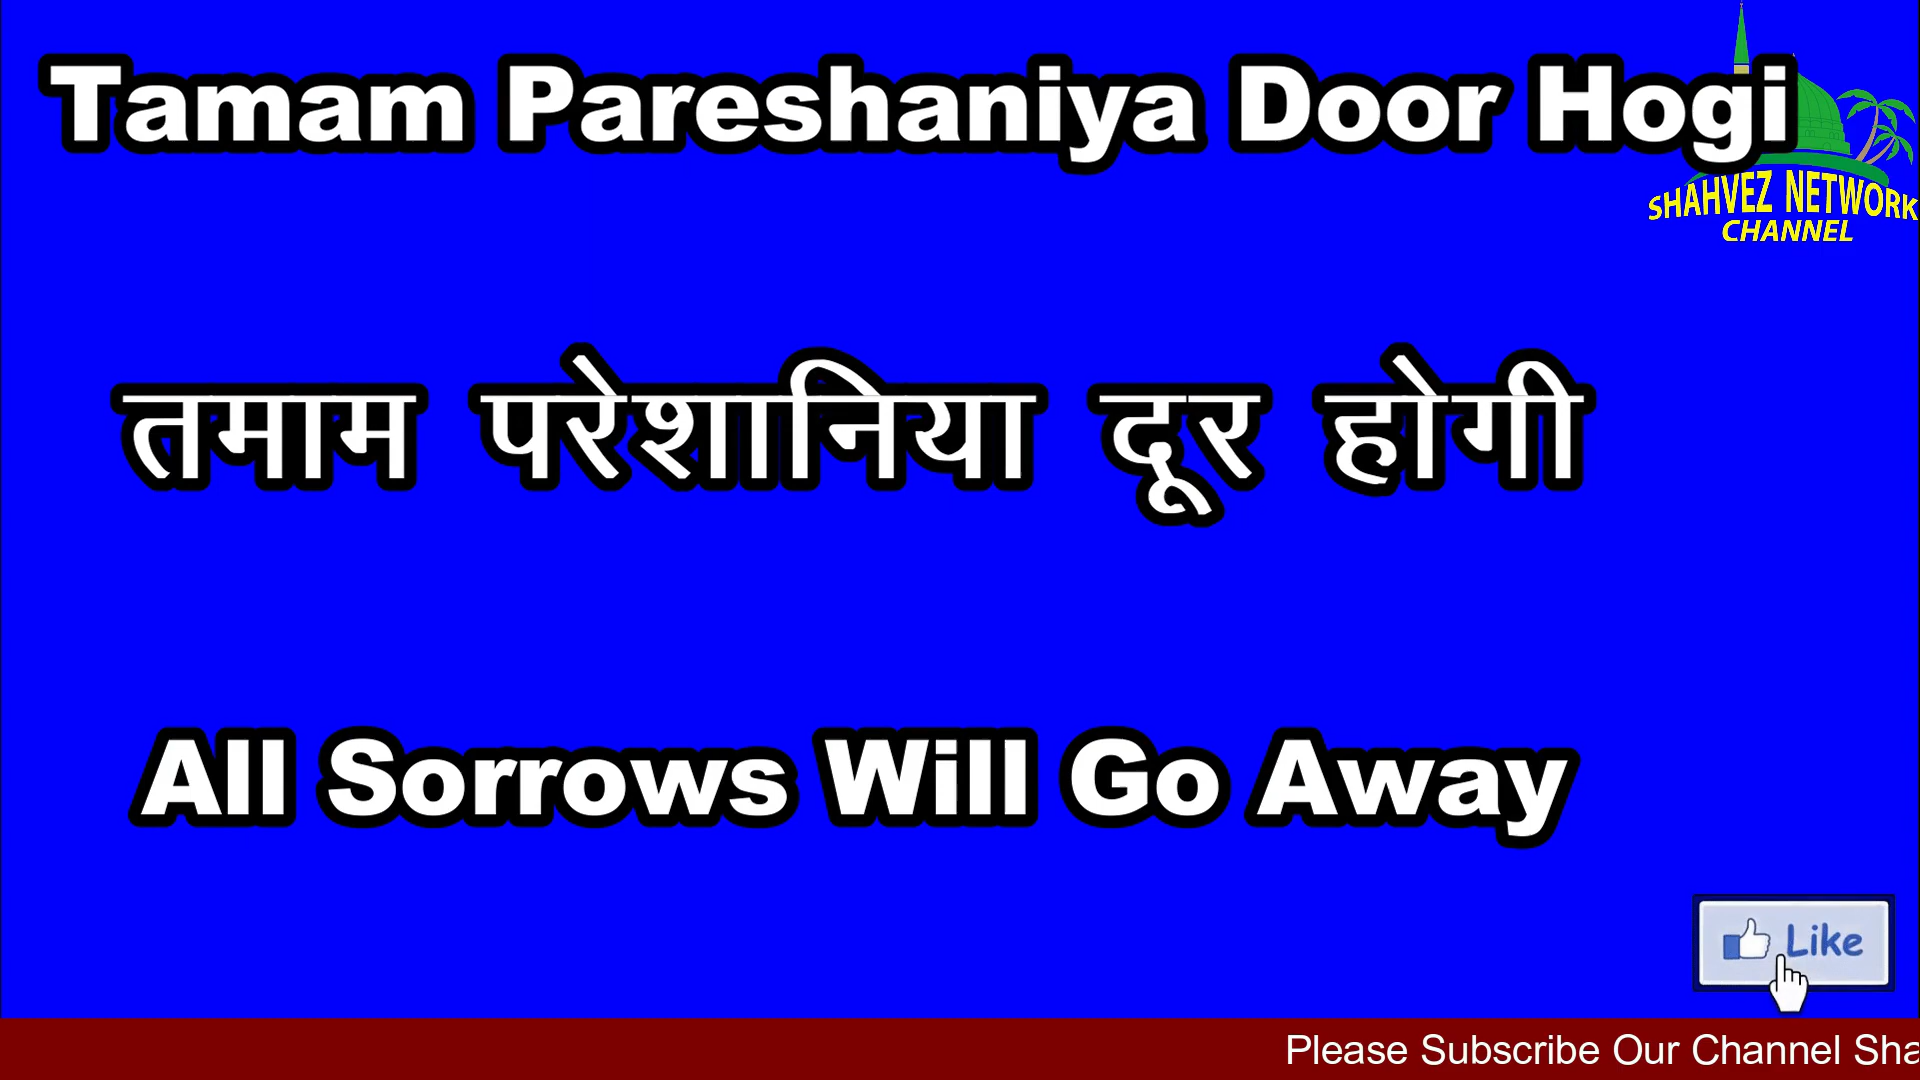 Tamam Pareshaniya Door Hogi
SHAHVEZ NETWORK
CHANNEL
तमाम परेशानिया दूर होगी
All Sorrows Will Go Away
Like
Please Subscribe Our Channel Sha